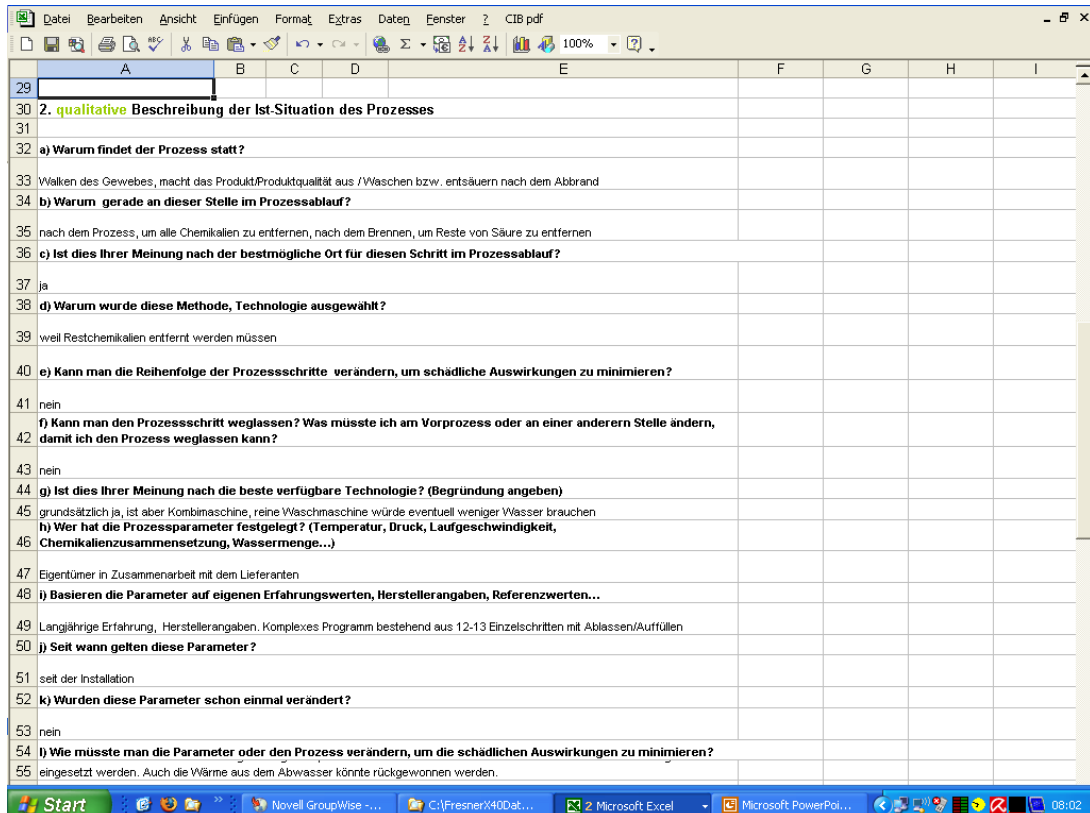 Datei Bearbeiten Ansicht Einfügen Format Extras Daten Fenster ? CIB pdf
100%
A B C D E F G H I
29
30 2. qualitative Beschreibung der Ist-Situation des Prozesses
31
32 a) Warum findet der Prozess statt?
33 Walken des Gewebes, macht das Produkt/Produktqualität aus / Waschen bzw. entsäuern nach dem Abbrand
34 b) Warum gerade an dieser Stelle im Prozessablauf?
35 nach dem Prozess, um alle Chemikalien zu entfernen, nach dem Brennen, um Reste von Säure zu entfernen
36 c) Ist dies Ihrer Meinung nach der bestmögliche Ort für diesen Schritt im Prozessablauf?
37 ja
38 d) Warum wurde diese Methode, Technologie ausgewählt?
39 weil Restchemikalien entfernt werden müssen
40 e) Kann man die Reihenfolge der Prozessschritte verändern, um schädliche Auswirkungen zu minimieren?
41 nein
f) Kann man den Prozessschritt weglassen? Was müsste ich am Vorprozess oder an einer anderern Stelle ändern,
42 damit ich den Prozess weglassen kann?
43 nein
44 g) Ist dies Ihrer Meinung nach die beste verfügbare Technologie? (Begründung angeben)
45 grundsätzlich ja, ist aber Kombimaschine, reine Waschmaschine würde eventuell weniger Wasser brauchen
h) Wer hat die Prozessparameter festgelegt? (Temperatur, Druck, Laufgeschwindigkeit,
46 Chemikalienzusammensetzung, Wassermenge...)
47 Eigentümer in Zusammenarbeit mit dem Lieferanten
48 i) Basieren die Parameter auf eigenen Erfahrungswerten, Herstellerangaben, Referenzwerten...
49 Langjährige Erfahrung, Herstellerangaben. Komplexes Programm bestehend aus 12-13 Einzelschritten mit Ablassen/Auffüllen
50 j) Seit wann gelten diese Parameter?
51 seit der Installation
52 k) Wurden diese Parameter schon einmal verändert?
53 nein
54 l) Wie müsste man die Parameter oder den Prozess verändern, um die schädlichen Auswirkungen zu minimieren?
55 eingesetzt werden. Auch die Wärme aus dem Abwasser könnte rückgewonnen werden.
Start Novell GroupWise -... C:\FresnerX40Dat... 2 Microsoft Excel Microsoft PowerPoi... 08:02